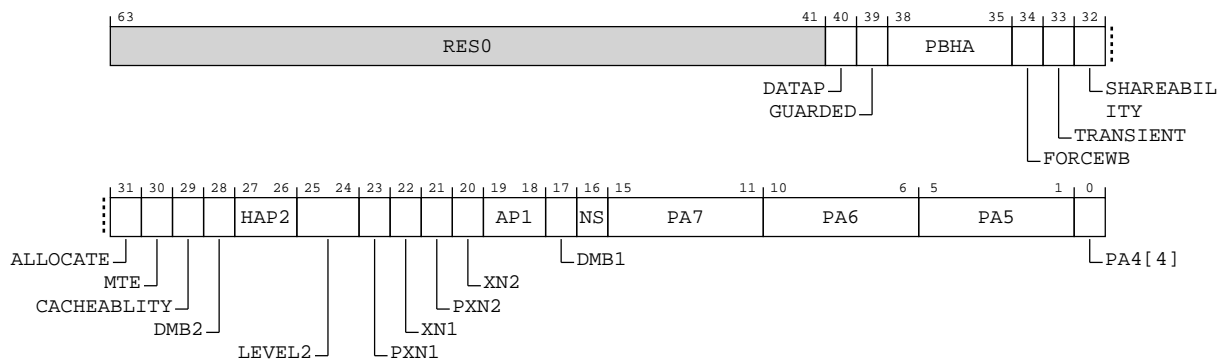 63 41 40 39 38 35 34 33 32
RES0 PBHA
DATAP SHAREABIL
GUARDED ITY
TRANSIENT
FORCEWB
31 30 29 28 27 26 25 24 23 22 21 20 19 18 17 16 15 11 10 6 5 1 0
HAP2 AP1 NS PA7 PA6 PA5
ALLOCATE DMB1 PA4[4]
MTE XN2
CACHEABLITY PXN2
DMB2 XN1
LEVEL2 PXN1